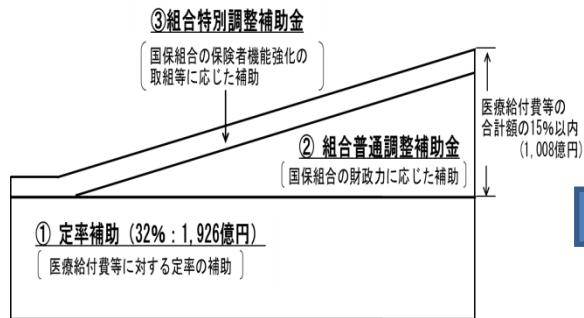 ③組合特別調整補助金
国保組合の保険者機能強化の
取組等に応じた補助
医療給付費等の
合計額の15%以内
(1,008億円)
② 組合普通調整補助金
国保組合の財政力に応じた補助
① 定率補助（32%：1,926億円）
医療給付費等に対する定率の補助